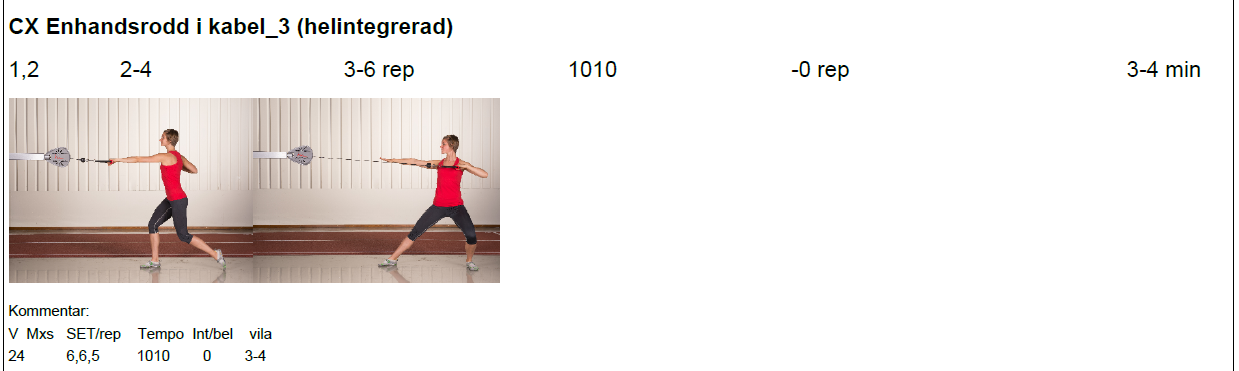 CX Enhandsrodd i kabel_3 (helintegrerad)
1,2 2-4 3-6 rep 1010 -0 rep 3-4 min
Kommentar:
V Mxs SET/rep Tempo Int/bel vila
24 6,6,5 1010 0 3-4